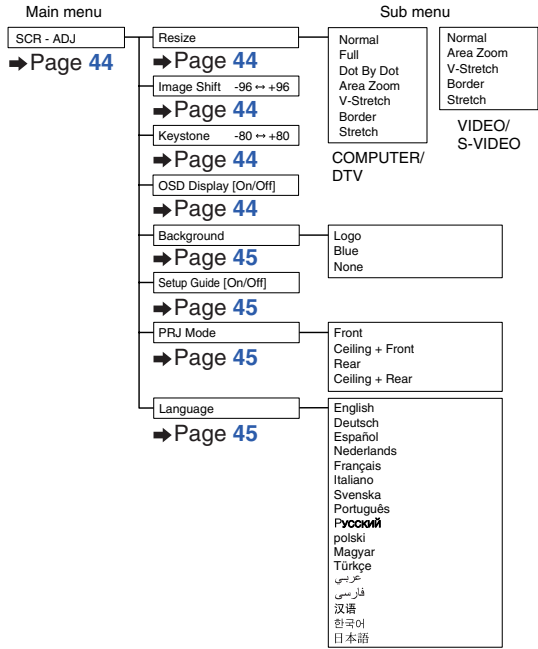 Main menu
Sub menu
SCR - ADJ
➡Page 44
Resize
➡Page 44
Normal
Full
Dot By Dot
Area Zoom
V-Stretch
Border
Stretch
COMPUTER/
DTV
Normal
Area Zoom
V-Stretch
Border
Stretch
VIDEO/
S-VIDEO
Image Shift -96 ↔ +96
➡Page 44
Keystone -80 ↔ +80
➡Page 44
OSD Display [On/Off]
➡Page 44
Background
➡Page 45
Logo
Blue
None
Setup Guide [On/Off]
➡Page 45
PRJ Mode
➡Page 45
Front
Ceiling + Front
Rear
Ceiling + Rear
Language
➡Page 45
English
Deutsch
Español
Nederlands
Français
Italiano
Svenska
Português
Русский
polski
Magyar
Türkçe
عربي
فارسی
汉语
한국어
日本語